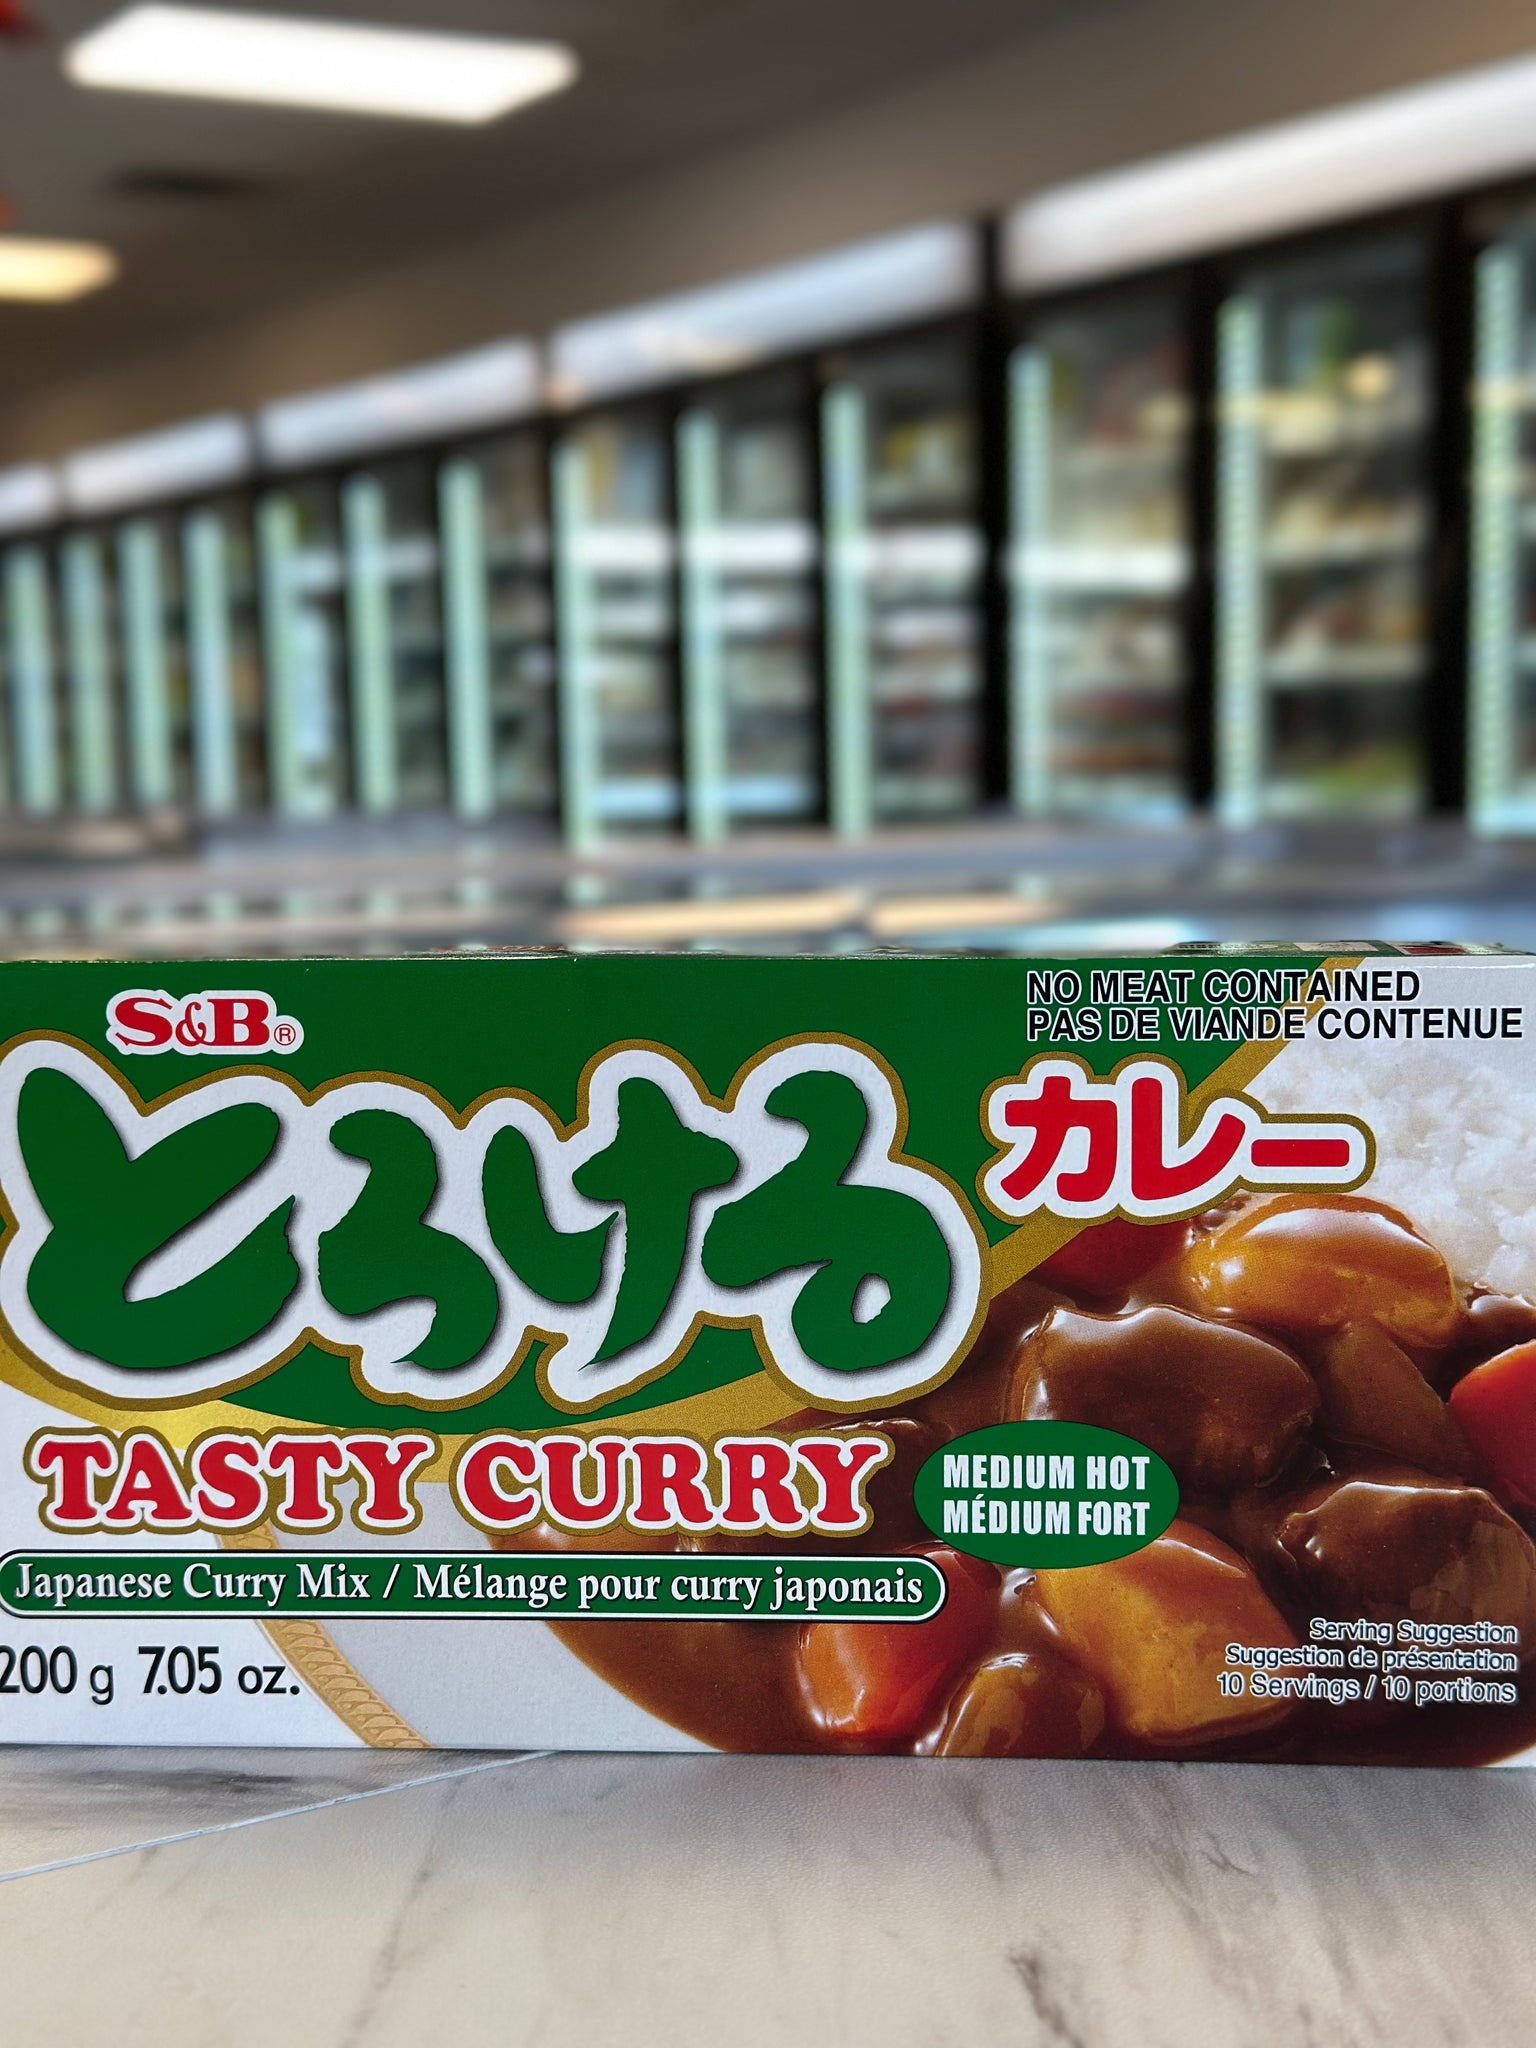 S&B®
NO MEAT CONTAINED
PAS DE VIANDE CONTENUE
とろける
カレー
TASTY CURRY
MEDIUM HOT
MÉDIUM FORT
Japanese Curry Mix / Mélange pour curry japonais
200 g 7.05 oz.
Serving Suggestion
Suggestion de présentation
10 Servings / 10 portions